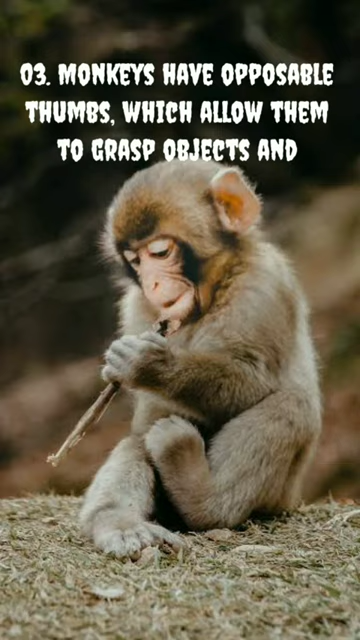 03. MONKEYS HAVE OPPOSABLE
THUMBS, WHICH ALLOW THEM
TO GRASP OBJECTS AND